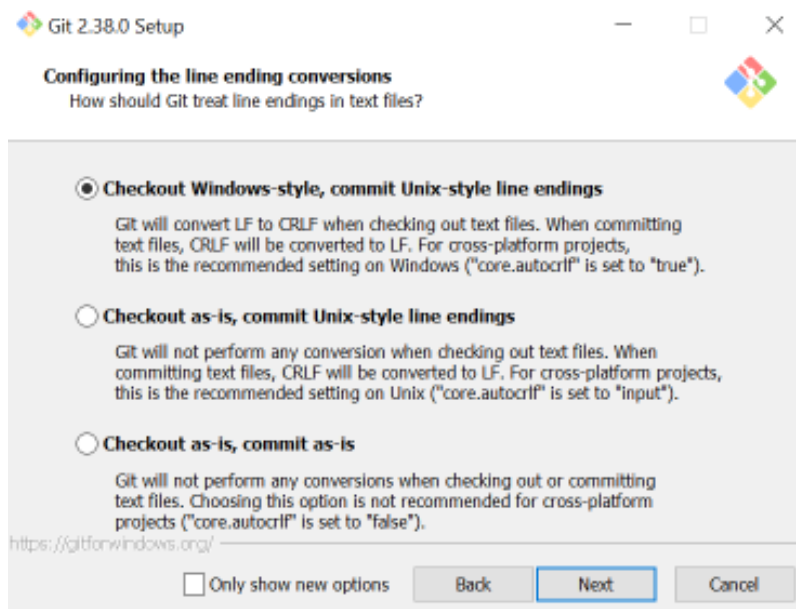 Git 2.38.0 Setup
Configuring the line ending conversions
How should Git treat line endings in text files?
Checkout Windows-style, commit Unix-style line endings
Git will convert LF to CRLF when checking out text files. When committing
text files, CRLF will be converted to LF. For cross-platform projects,
this is the recommended setting on Windows ("core.autocrlf" is set to "true").
Checkout as-is, commit Unix-style line endings
Git will not perform any conversion when checking out text files. When
committing text files, CRLF will be converted to LF. For cross-platform projects,
this is the recommended setting on Unix ("core.autocrlf" is set to "input").
Checkout as-is, commit as-is
Git will not perform any conversions when checking out or committing
text files. Choosing this option is not recommended for cross-platform
projects ("core.autocrlf" is set to "false").
https://gitforwindows.org/
Only show new options Back Next Cancel